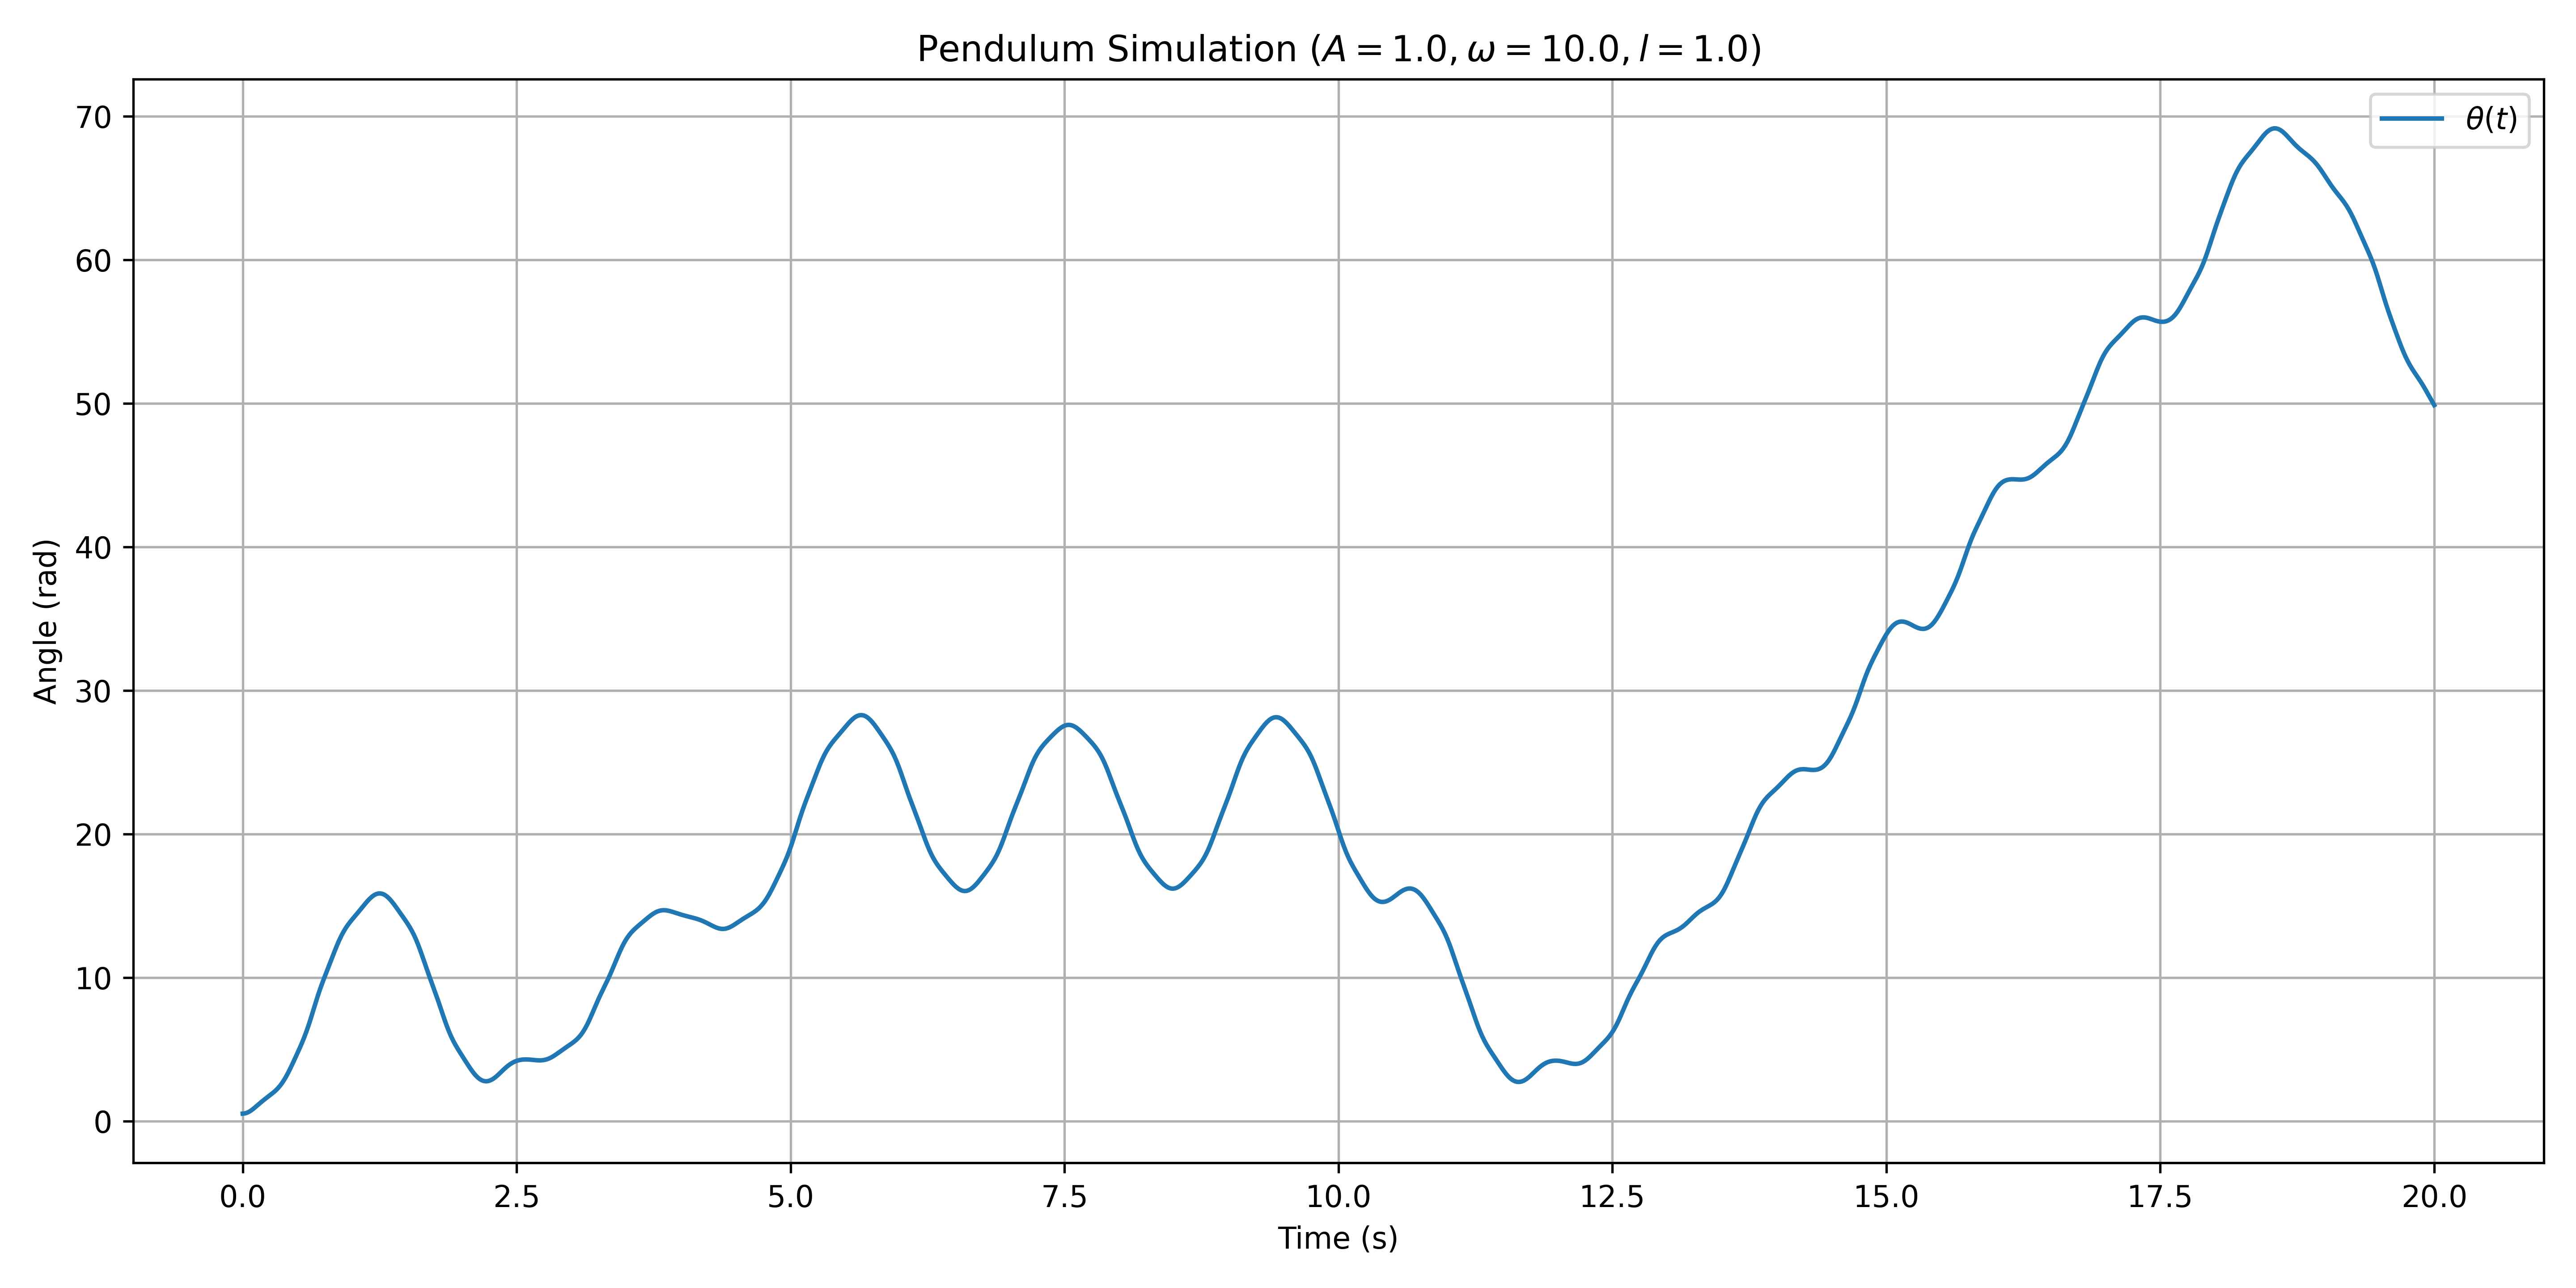 Pendulum Simulation (A = 1.0, ω = 10.0, l = 1.0)
θ(t)
70
60
50
40
30
20
10
0
Angle (rad)
0.0 2.5 5.0 7.5 10.0 12.5 15.0 17.5 20.0
Time (s)